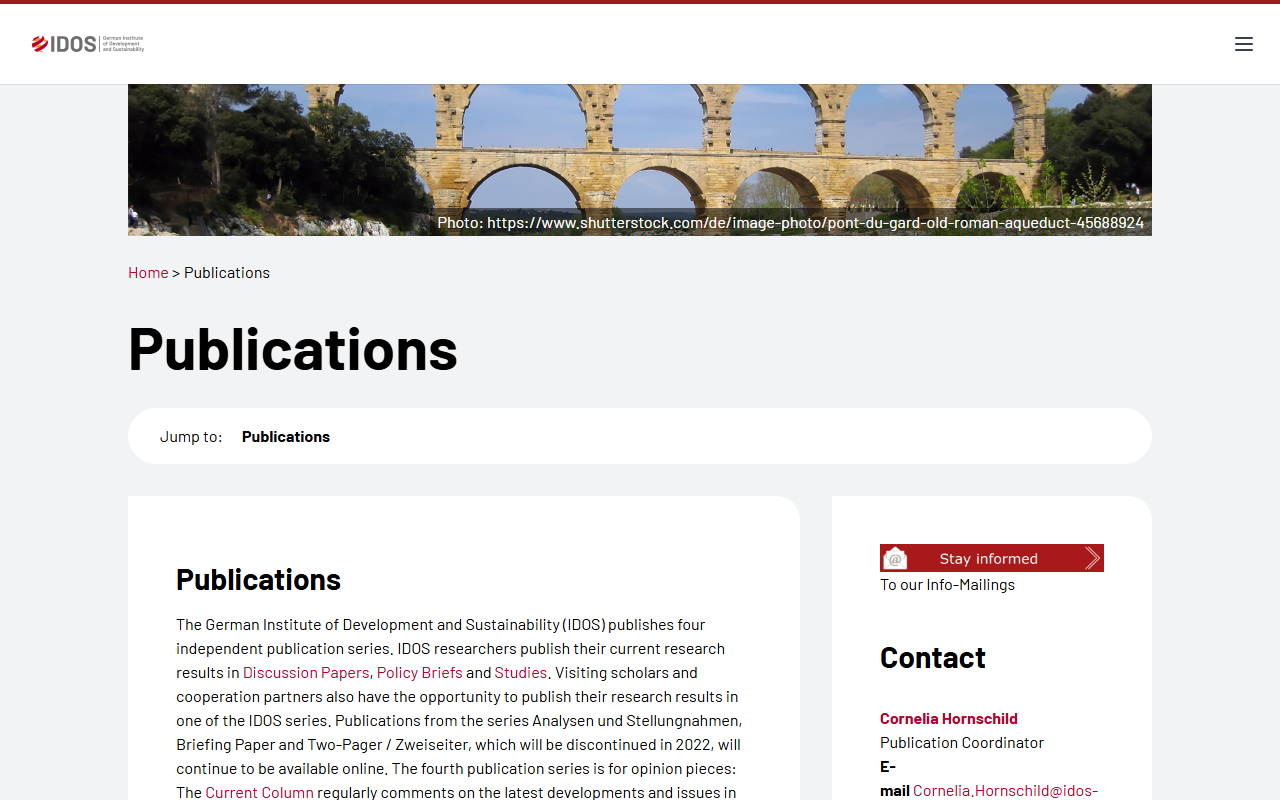 IDOS
German Institute
of Development
and Sustainability
Photo: https://www.shutterstock.com/de/image-photo/pont-du-gard-old-roman-aqueduct-45688924
Home > Publications
Publications
Jump to: Publications
Publications
The German Institute of Development and Sustainability (IDOS) publishes four
independent publication series. IDOS researchers publish their current research
results in Discussion Papers, Policy Briefs and Studies. Visiting scholars and
cooperation partners also have the opportunity to publish their research results in
one of the IDOS series. Publications from the series Analysen und Stellungnahmen,
Briefing Paper and Two-Pager / Zweiseiter, which will be discontinued in 2022, will
continue to be available online. The fourth publication series is for opinion pieces:
The Current Column regularly comments on the latest developments and issues in
@ Stay informed
To our Info-Mailings
Contact
Cornelia Hornschild
Publication Coordinator
E-
mail Cornelia.Hornschild@idos-